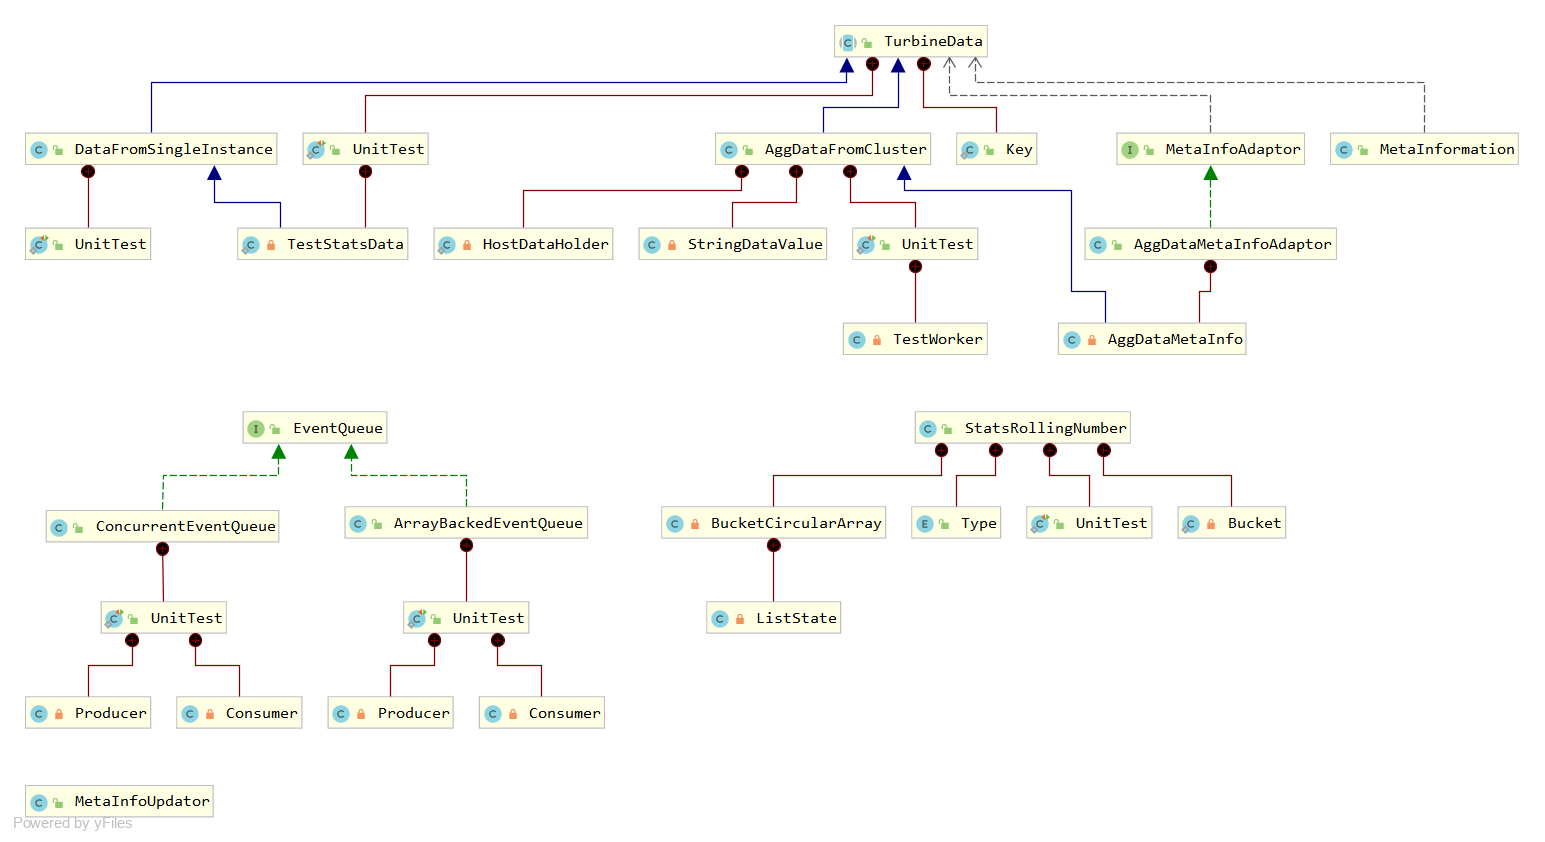 TurbineData
DataFromSingleInstance
UnitTest
AggDataFromCluster
Key
MetaInfoAdaptor
MetaInformation
UnitTest
TestStatsData
HostDataHolder
StringDataValue
UnitTest
AggDataMetaInfoAdaptor
TestWorker
AggDataMetaInfo
EventQueue
StatsRollingNumber
ConcurrentEventQueue
ArrayBackedEventQueue
BucketCircularArray
Type
UnitTest
Bucket
UnitTest
UnitTest
ListState
Producer
Consumer
Producer
Consumer
MetaInfoUpdator
Powered by yFiles